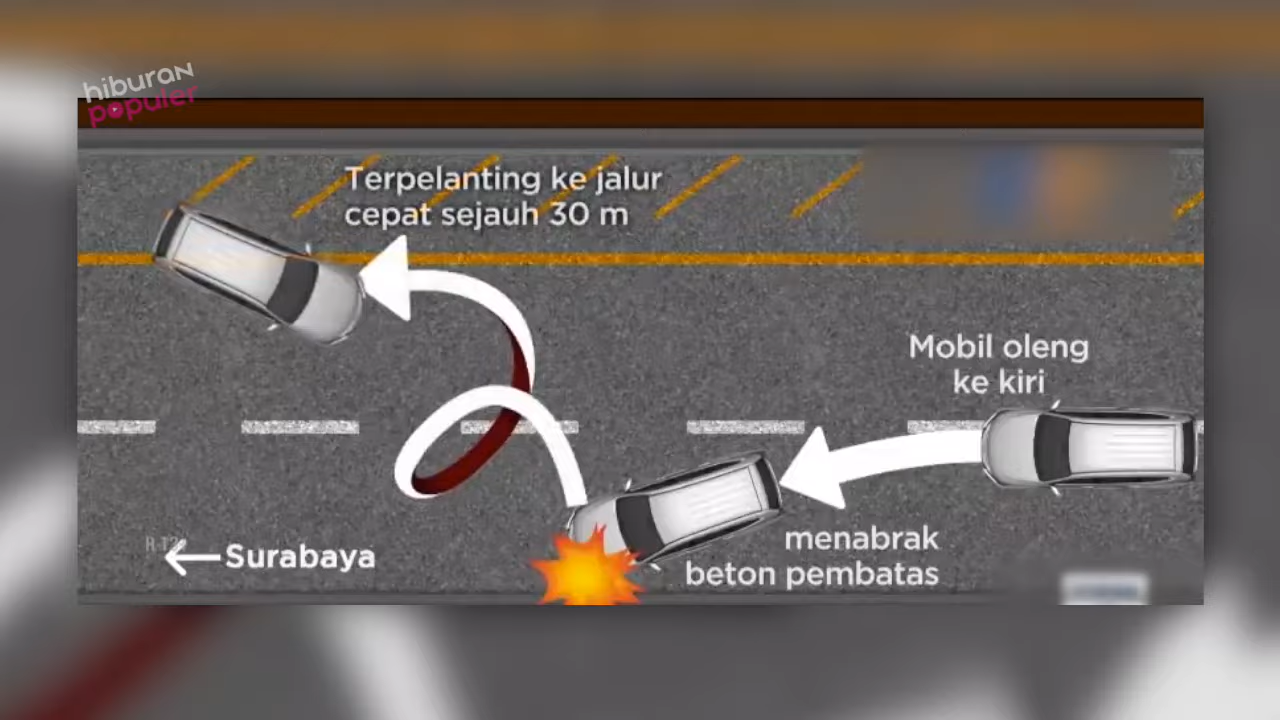 hiburan
populer
Terpelanting ke jalur
cepat sejauh 30 m
Mobil oleng
ke kiri
menabrak
beton pembatas
Surabaya